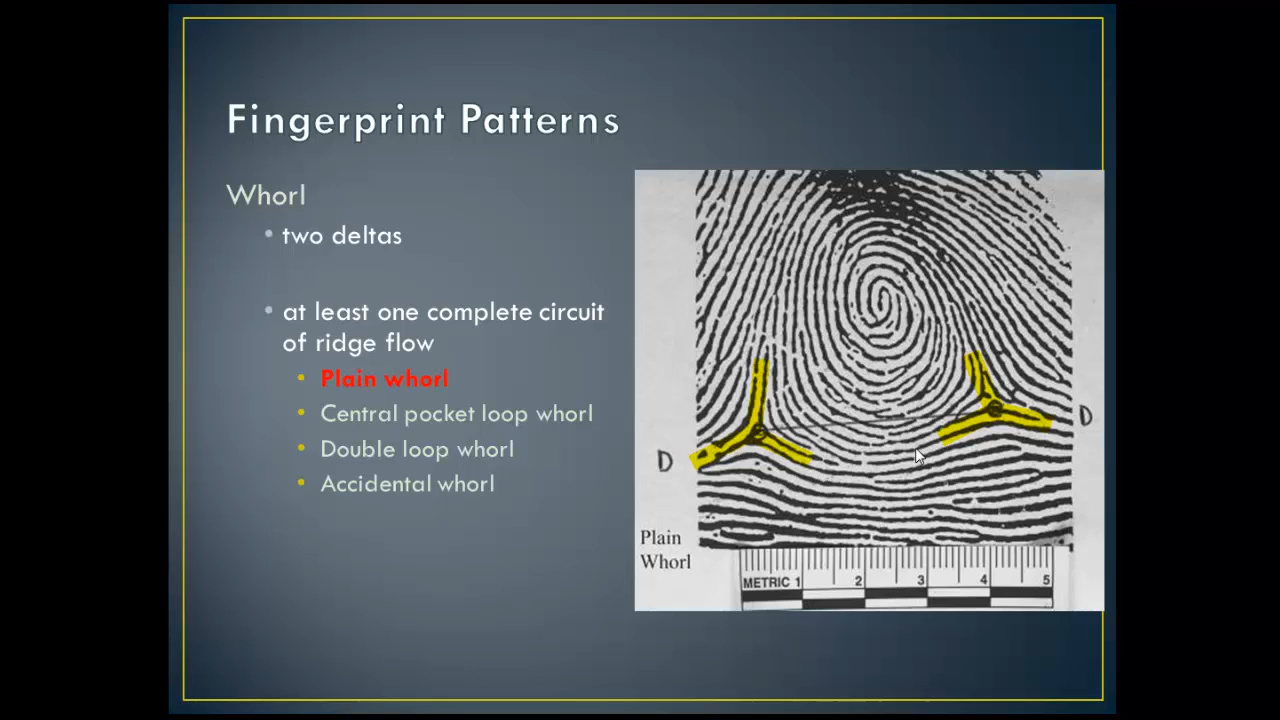 Fingerprint Patterns
Whorl
• two deltas
• at least one complete circuit
of ridge flow
• Plain whorl
• Central pocket loop whorl
• Double loop whorl
• Accidental whorl
D
D
Plain
Whorl
METRIC 1 2 3 4 5